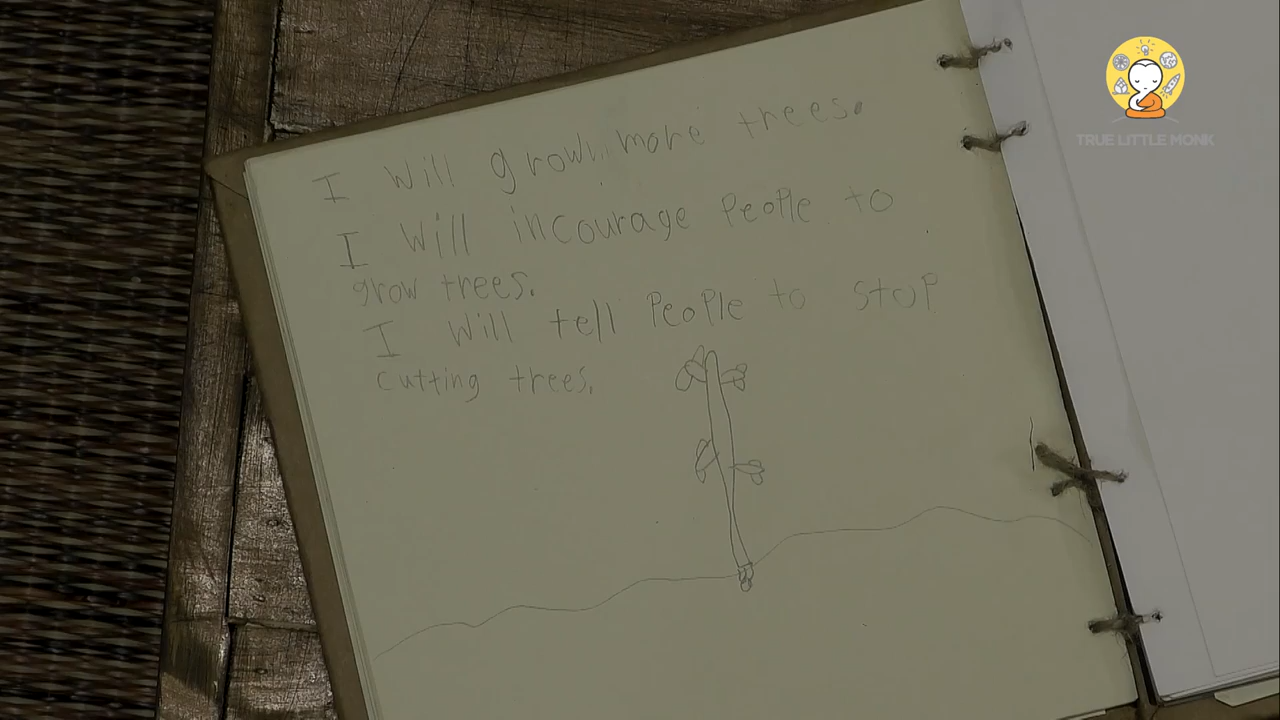 I will grow more trees.
I will incourage people to
grow trees.
I will tell people to stop
cutting trees.
TRUE LITTLE MONK